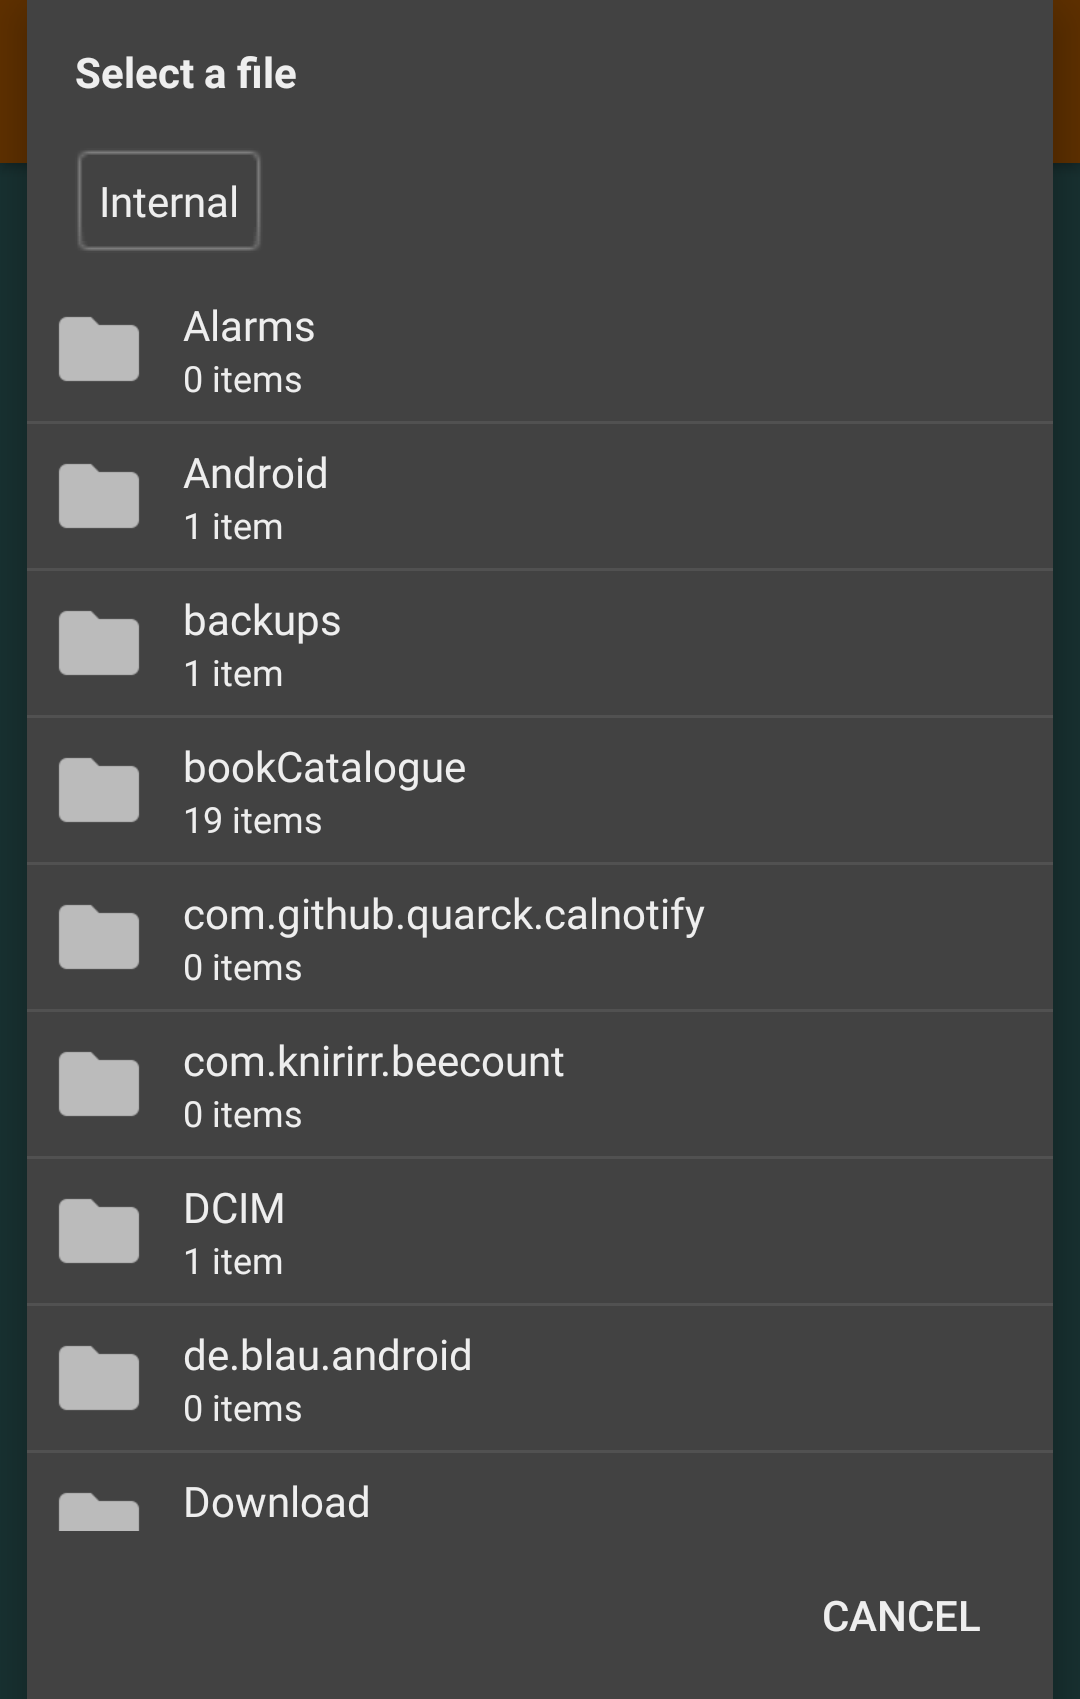 Select a file
Internal
Alarms
0 items
Android
1 item
backups
1 item
bookCatalogue
19 items
com.github.quarck.calnotify
0 items
com.knirirr.beecount
0 items
DCIM
1 item
de.blau.android
0 items
Download
CANCEL